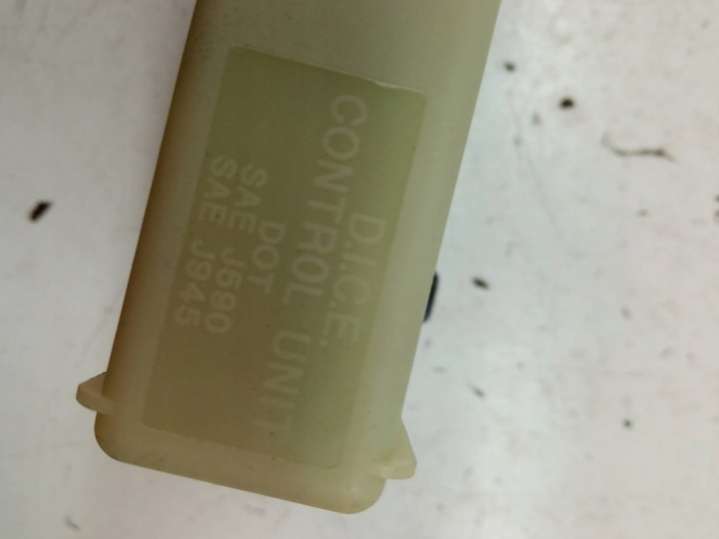 D.I.C.E.
CONTROL UNIT
DOT
SAE J590
SAE J945